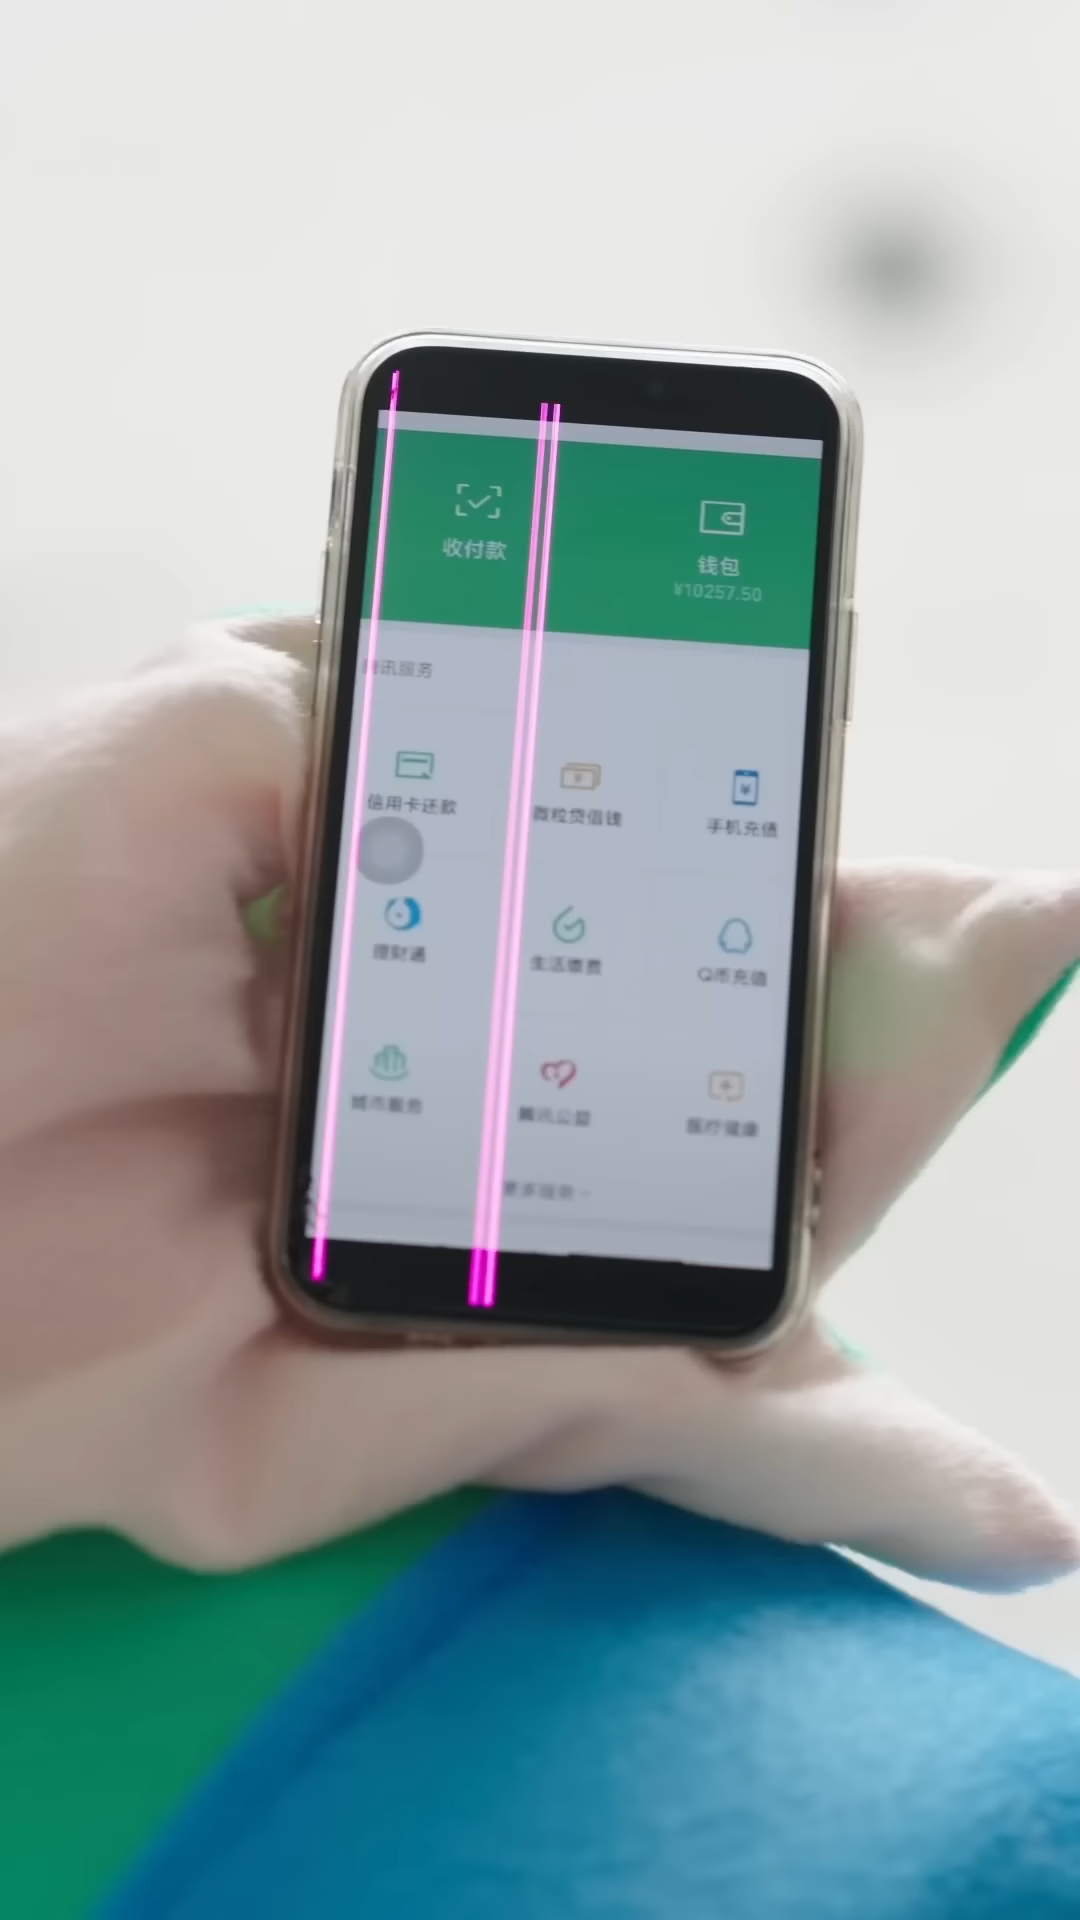 收付款
钱包
¥10257.50
腾讯服务
信用卡还款
微粒贷借钱
手机充值
理财通
生活缴费
Q币充值
城市服务
腾讯公益
医疗健康
更多服务